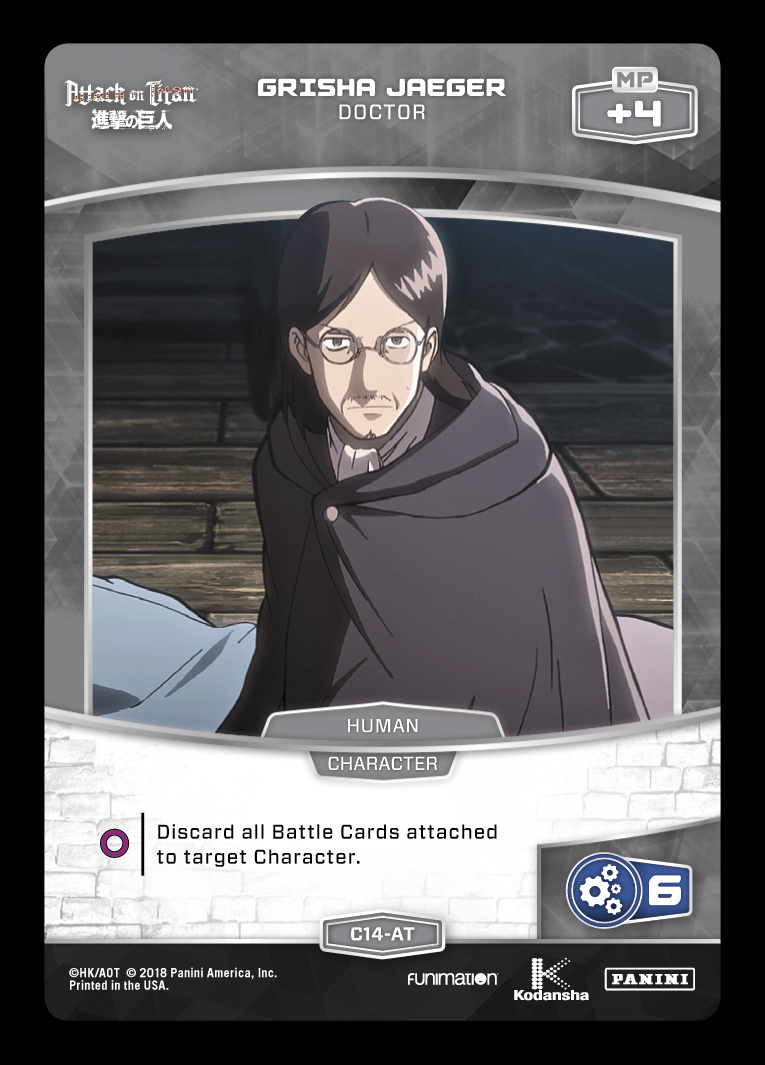 Attack on Titan
進撃の巨人
GRISHA JAEGER
DOCTOR
MP
+4
HUMAN
CHARACTER
Discard all Battle Cards attached
to target Character.
6
C14-AT
©HK/AOT © 2018 Panini America, Inc.
Printed in the USA.
FUNIMATION
K
Kodansha
PANINI